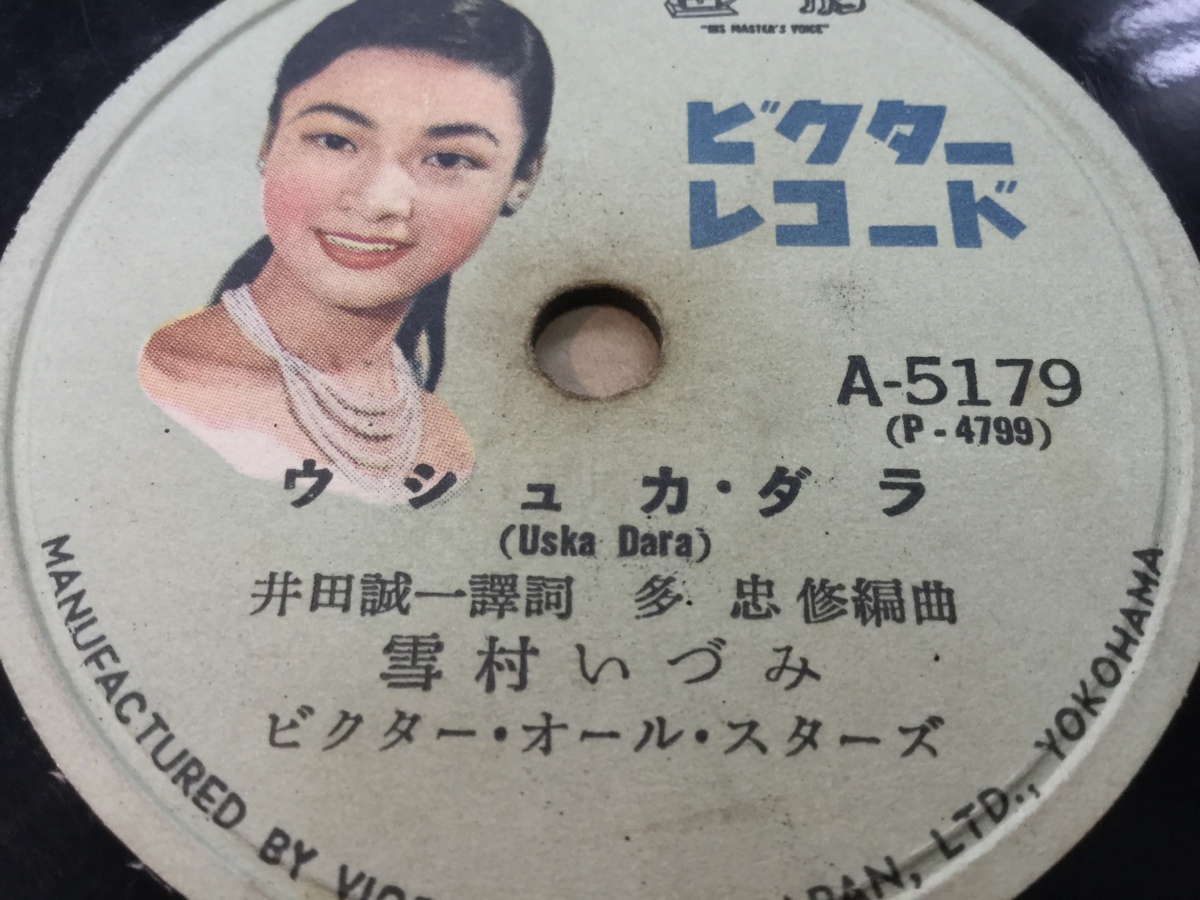 "HIS MASTER'S VOICE"
ビクター
レコード
A-5179
(P-4799)
ウシュカ・ダラ
(Uska Dara)
井田誠一譯詞 多 忠修編曲
雪村いづみ
ビクター・オール・スターズ
MANUFACTURED BY LTD., YOKOHAMA